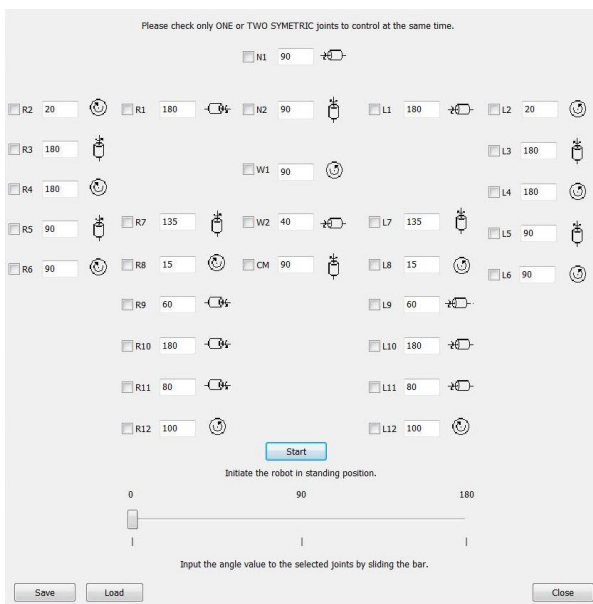 Please check only ONE or TWO SYMETRIC joints to control at the same time.
N1 90
R2 20 R1 180 N2 90 L1 180 L2 20
R3 180 L3 180
W1 90
R4 180 L4 180
R5 90 R7 135 W2 40 L7 135 L5 90
R6 90 R8 15 CM 90 L8 15 L6 90
R9 60 L9 60
R10 180 L10 180
R11 80 L11 80
R12 100 L12 100
Start
Initiate the robot in standing position.
0 90 180
Input the angle value to the selected joints by sliding the bar.
Save Load Close